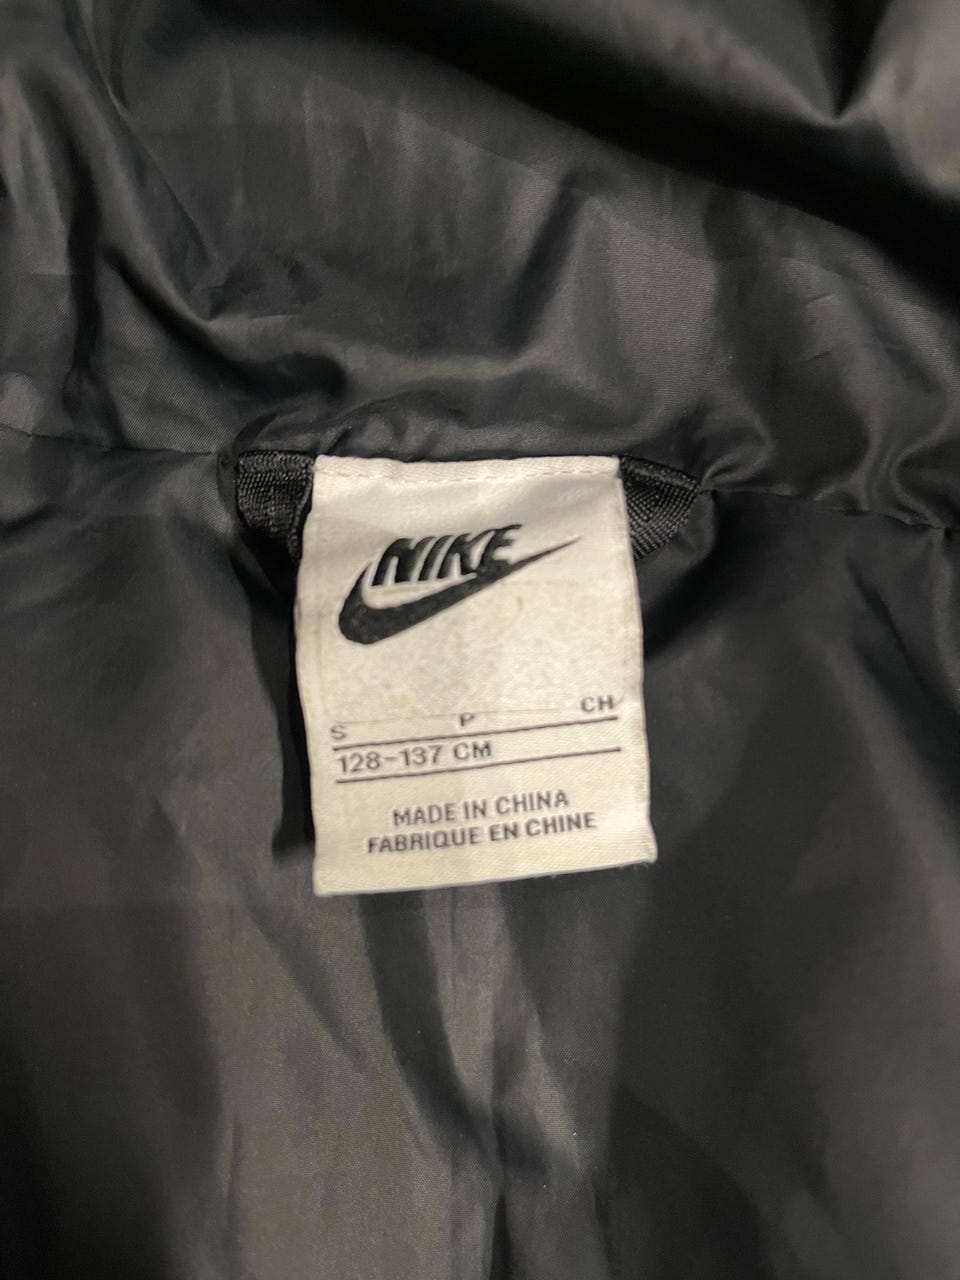 NIKE
S P CH
128-137 CM
MADE IN CHINA
FABRIQUE EN CHINE